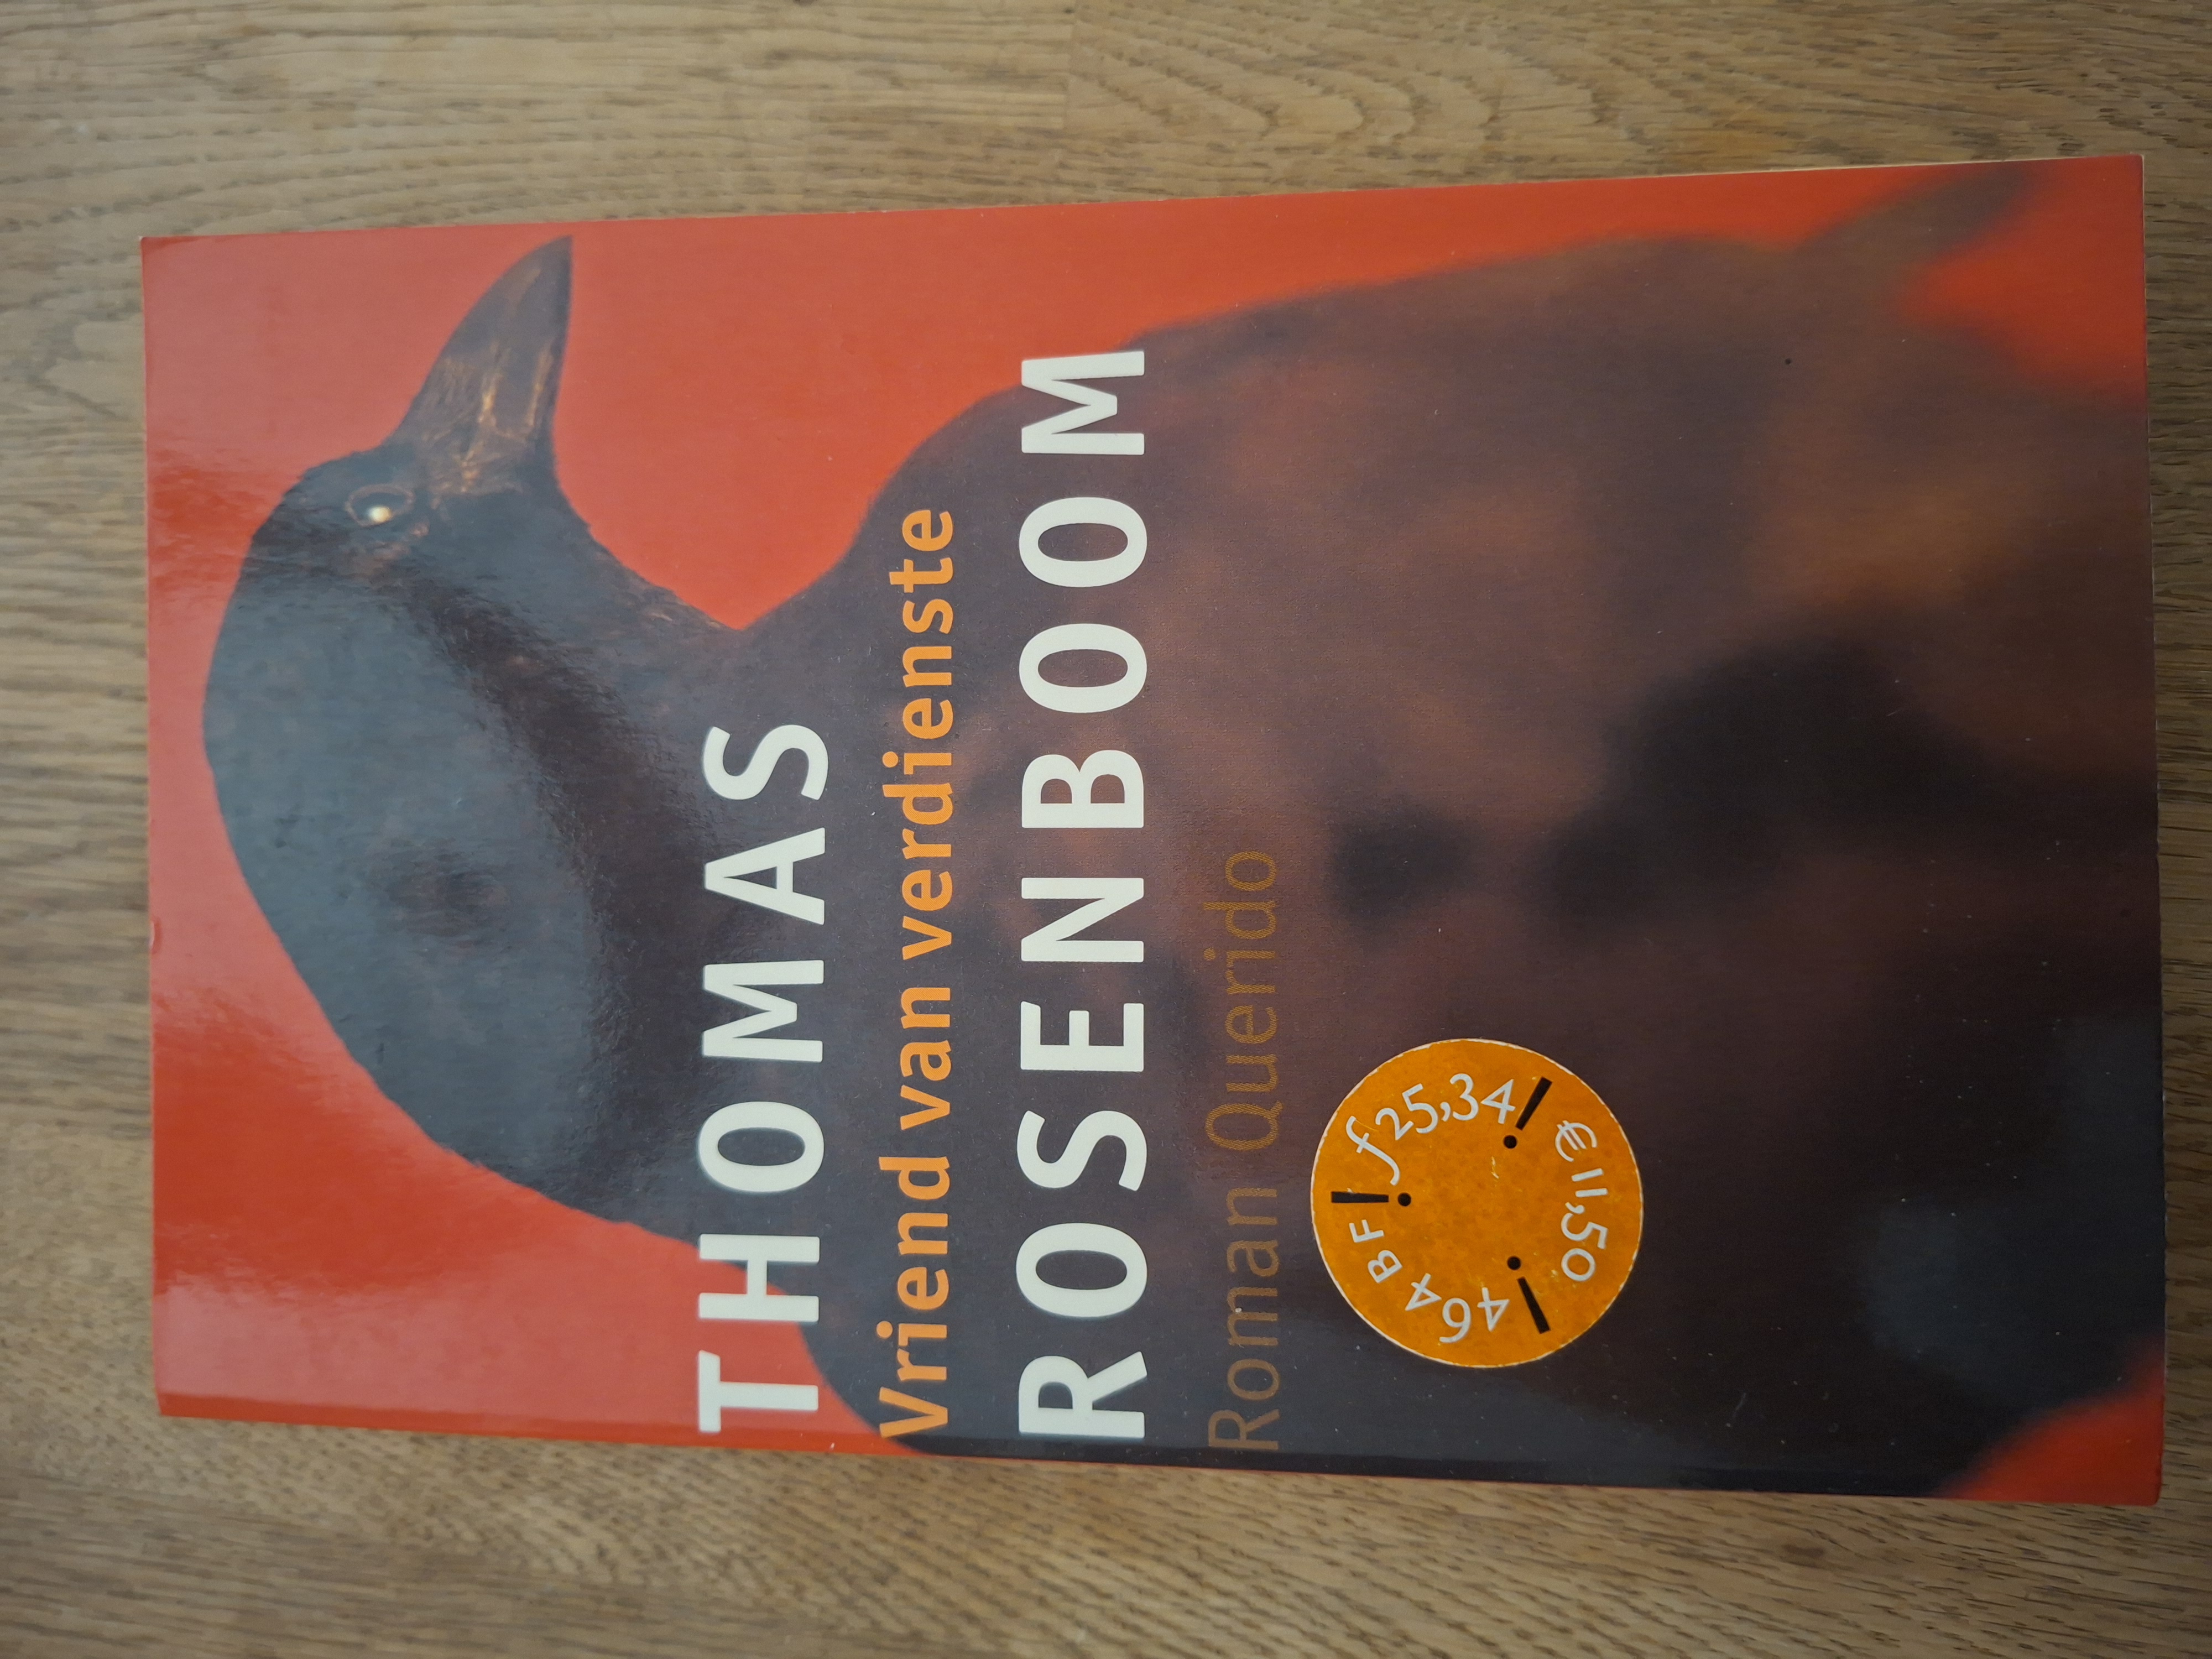 THOMAS
Vriend van verdienste
ROSENBOOM
Roman Querido
ƒ25,34!
€11,50
!464 BF!